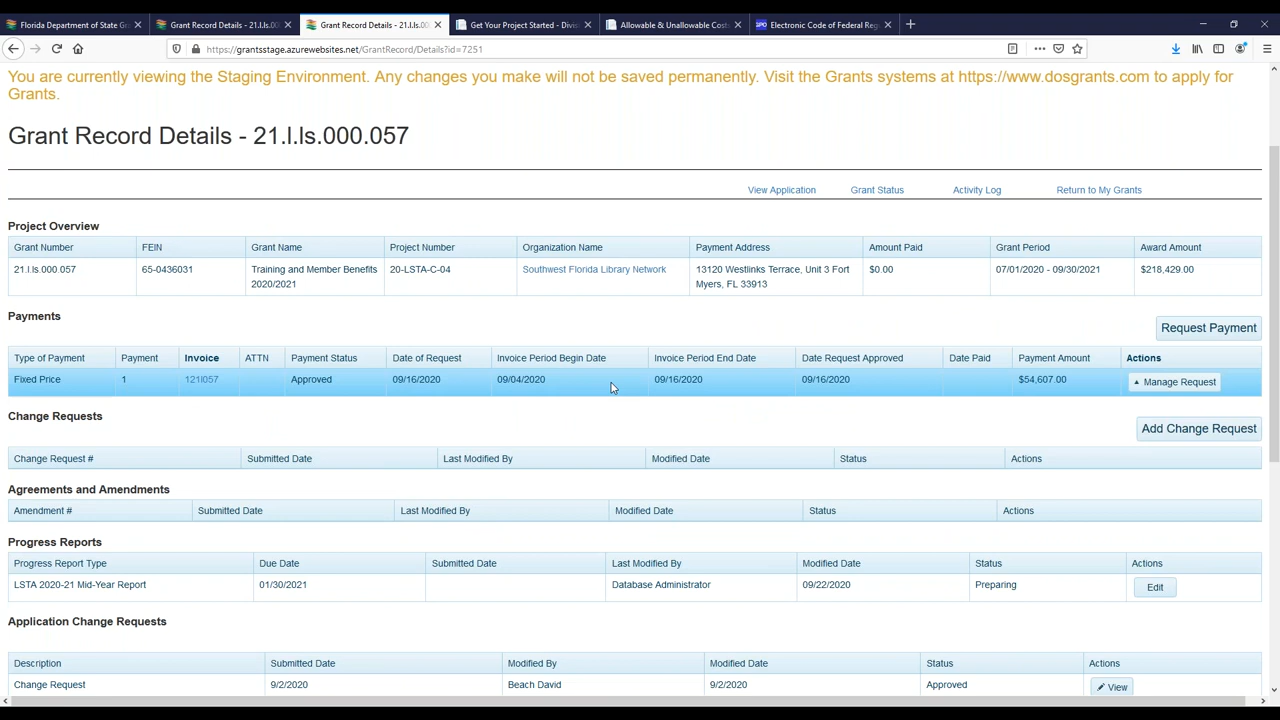 Florida Department of State Gra
Grant Record Details - 21.l.ls.00
Grant Record Details - 21.l.ls.00
Get Your Project Started - Divisi
Allowable & Unallowable Costs
Electronic Code of Federal Reg
https://grantsstage.azurewebsites.net/GrantRecord/Details?id=7251
You are currently viewing the Staging Environment. Any changes you make will not be saved permanently. Visit the Grants systems at https://www.dosgrants.com to apply for
Grants.
Grant Record Details - 21.l.ls.000.057
View Application Grant Status Activity Log Return to My Grants
Project Overview
Grant Number FEIN Grant Name Project Number Organization Name Payment Address Amount Paid Grant Period Award Amount
21.l.ls.000.057 65-0436031 Training and Member Benefits 20-LSTA-C-04 Southwest Florida Library Network 13120 Westlinks Terrace, Unit 3 Fort $0.00 07/01/2020 - 09/30/2021 $218,429.00
2020/2021 Myers, FL 33913
Payments
Request Payment
Type of Payment Payment Invoice ATTN Payment Status Date of Request Invoice Period Begin Date Invoice Period End Date Date Request Approved Date Paid Payment Amount Actions
Fixed Price 1 121l057 Approved 09/16/2020 09/04/2020 09/16/2020 09/16/2020 $54,607.00 Manage Request
Change Requests
Add Change Request
Change Request # Submitted Date Last Modified By Modified Date Status Actions
Agreements and Amendments
Amendment # Submitted Date Last Modified By Modified Date Status Actions
Progress Reports
Progress Report Type Due Date Submitted Date Last Modified By Modified Date Status Actions
LSTA 2020-21 Mid-Year Report 01/30/2021 Database Administrator 09/22/2020 Preparing Edit
Application Change Requests
Description Submitted Date Modified By Modified Date Status Actions
Change Request 9/2/2020 Beach David 9/2/2020 Approved View